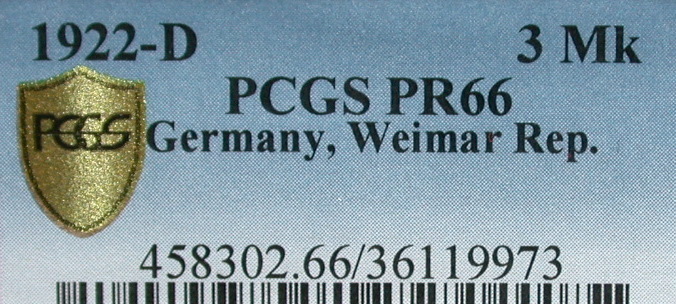 1922-D 3 Mk
PCGS PR66
PCGS Germany, Weimar Rep.
458302.66/36119973